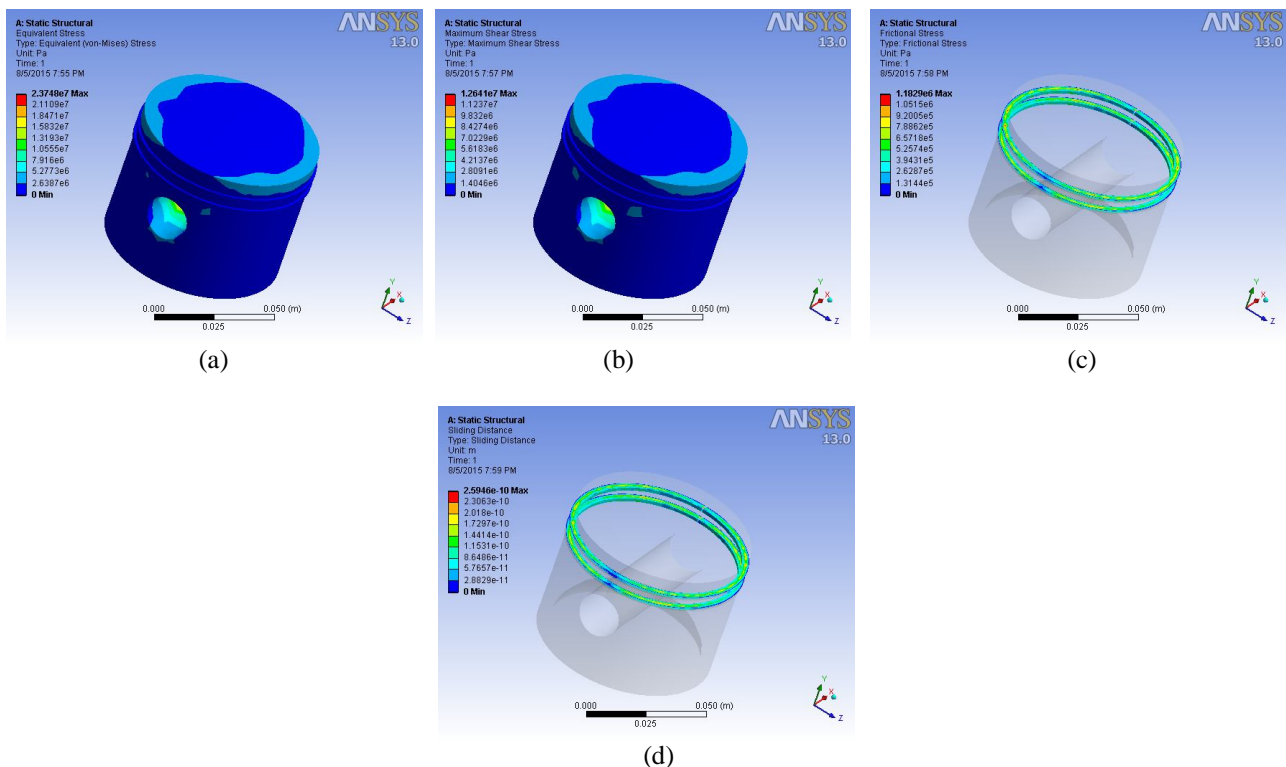 A: Static Structural
Equivalent Stress
Type: Equivalent (von-Mises) Stress
Unit: Pa
Time: 1
8/5/2015 7:55 PM
2.3748e7 Max
2.1109e7
1.8471e7
1.5832e7
1.3193e7
1.0555e7
7.916e6
5.2773e6
2.6387e6
0 Min
ANSYS
13.0
0.000
0.050 (m)
0.025
Y
X
Z
(a)
A: Static Structural
Maximum Shear Stress
Type: Maximum Shear Stress
Unit: Pa
Time: 1
8/5/2015 7:57 PM
1.2641e7 Max
1.1237e7
9.832e6
8.4274e6
7.0229e6
5.6183e6
4.2137e6
2.8091e6
1.4046e6
0 Min
ANSYS
13.0
0.000
0.050 (m)
0.025
Y
X
Z
(b)
A: Static Structural
Frictional Stress
Type: Frictional Stress
Unit: Pa
Time: 1
8/5/2015 7:58 PM
1.1829e6 Max
1.0515e6
9.2005e5
7.8862e5
6.5718e5
5.2574e5
3.9431e5
2.6287e5
1.3144e5
0 Min
ANSYS
13.0
0.000
0.050 (m)
0.025
Y
X
Z
(c)
A: Static Structural
Sliding Distance
Type: Sliding Distance
Unit: m
Time: 1
8/5/2015 7:59 PM
2.5946e-10 Max
2.3063e-10
2.018e-10
1.7297e-10
1.4414e-10
1.1531e-10
8.6486e-11
5.7657e-11
2.8829e-11
0 Min
ANSYS
13.0
0.000
0.050 (m)
0.025
Y
X
Z
(d)